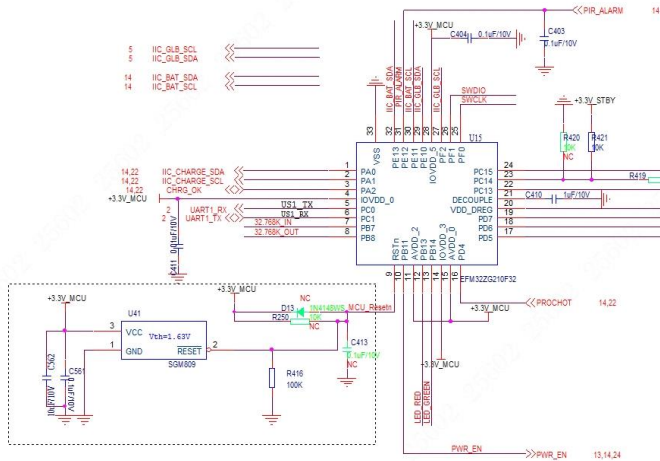 PIR_ALARM 14
+3.3V_MCU
C403
0.1uF/10V
C404 0.1uF/10V
5 IIC_GLB_SCL
5 IIC_GLB_SDA
14 IIC_BAT_SDA
14 IIC_BAT_SCL
IIC_BAT_SDA
PIR_ALARM
IIC_BAT_SCL
IIC_GLB_SDA
IIC_GLB_SCL
SWDIO
SWCLK
+3.3V_STBY
33 32 31 30 29 28 27 26 25
U15
R420
10K
NC
R421
10K
VSS PE13 PE12 PE11 PE10 IOVDD_5 PF2 PF1 PF0
14,22 IIC_CHARGE_SDA 1 PA0 PC15 24
14,22 IIC_CHARGE_SCL 2 PA1 PC14 23
R419
14,22 CHRG_OK 3 PA2 PC13 22
+3.3V_MCU 4 IOVDD_0 DECOUPLE 21 C410 1uF/10V
2 UART1_RX US1_TX 5 PC0 VDD_DREG 20
2 UART1_TX US1_RX 6 PC1 PD7 19
32.768K_IN 7 PB7 PD6 18
32.768K_OUT 8 PB8 PD5 17
C411 0.01uF/10V
RSTn PB11 AVDD_2 PB13 PB14 IOVDD_3 AVDD_0 PD4
9 10 11 12 13 14 15 16
EFM32ZG210F32
PROCHOT 14,22
+3.3V_MCU
+3.3V_MCU
LED_RED
LED_GREEN
+3.3V_MCU
+3.3V_MCU
U41
3 VCC
Vth=1.63V
1 GND
RESET 2
SGM809
NC
D13 1N4148WS MCU_Resetn
R250 10K
NC
C413
0.1uF/10V
NC
R416
100K
C562
10uF/10V
C561
0.1uF/10V
PWR_EN
PWR_EN 13,14,24